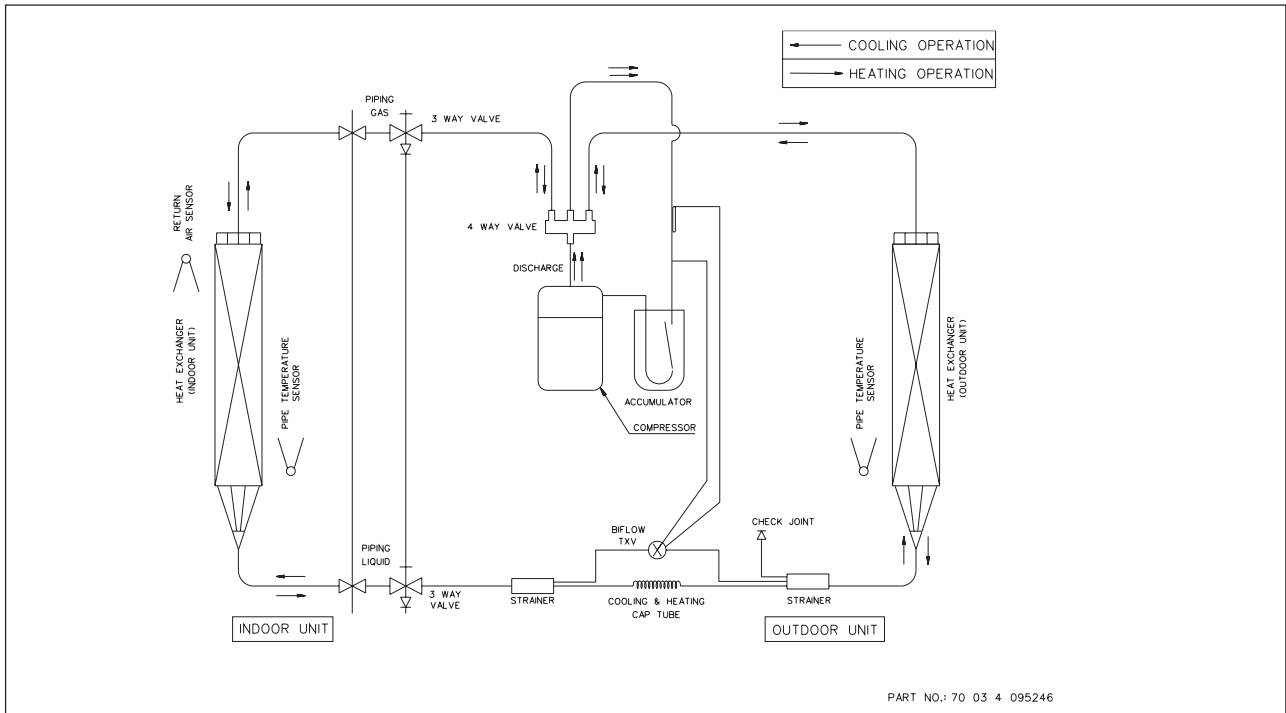 COOLING OPERATION
HEATING OPERATION
PIPING
GAS
3 WAY VALVE
RETURN
AIR SENSOR
4 WAY VALVE
DISCHARGE
HEAT EXCHANGER
(INDOOR UNIT)
PIPE TEMPERATURE
SENSOR
ACCUMULATOR
COMPRESSOR
PIPE TEMPERATURE
SENSOR
HEAT EXCHANGER
(OUTDOOR UNIT)
CHECK JOINT
BIFLOW
TXV
PIPING
LIQUID
3 WAY
VALVE
STRAINER
COOLING & HEATING
CAP TUBE
STRAINER
INDOOR UNIT
OUTDOOR UNIT
PART NO.: 70 03 4 095246